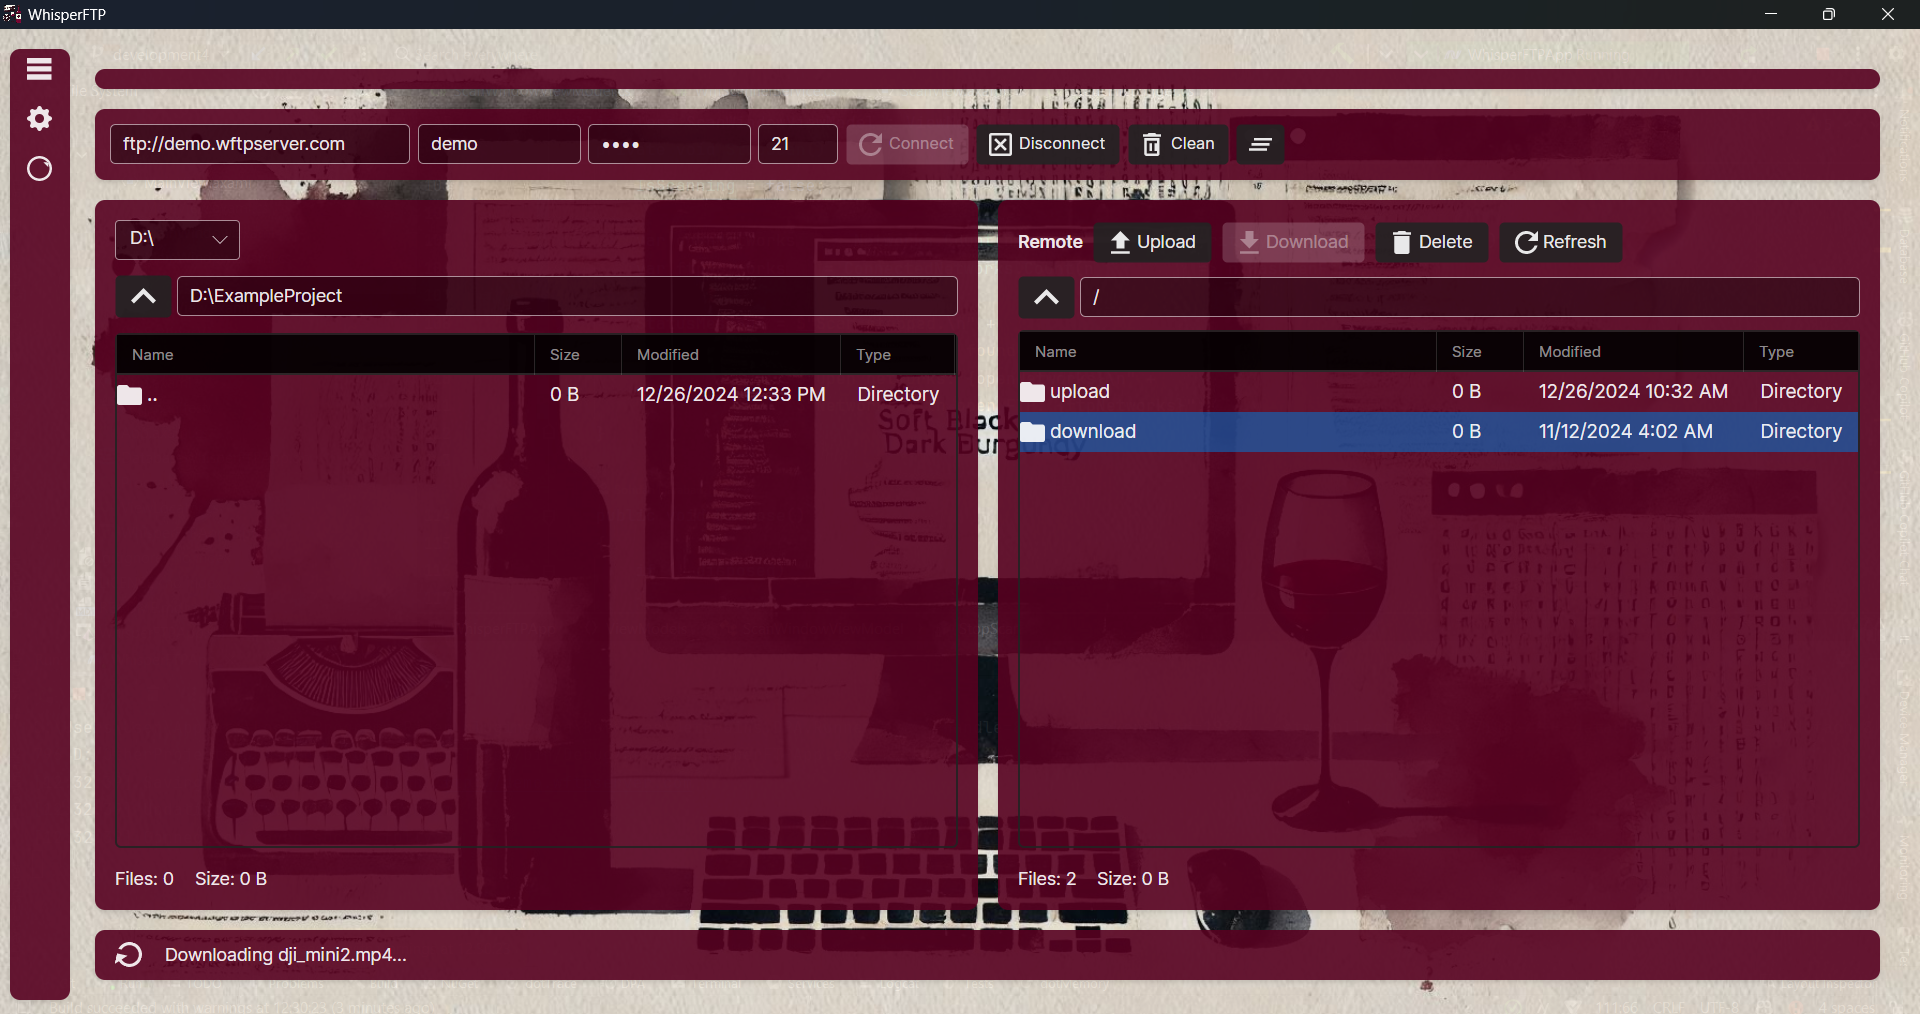 WhisperFTP
ftp://demo.wftpserver.com demo •••• 21 Connect Disconnect Clean
D:\
Remote Upload Download Delete Refresh
D:\ExampleProject
/
Name Size Modified Type
Name Size Modified Type
.. 0 B 12/26/2024 12:33 PM Directory
upload 0 B 12/26/2024 10:32 AM Directory
download 0 B 11/12/2024 4:02 AM Directory
Soft Black
Dark Burgundy
Files: 0 Size: 0 B
Files: 2 Size: 0 B
Downloading dji_mini2.mp4...